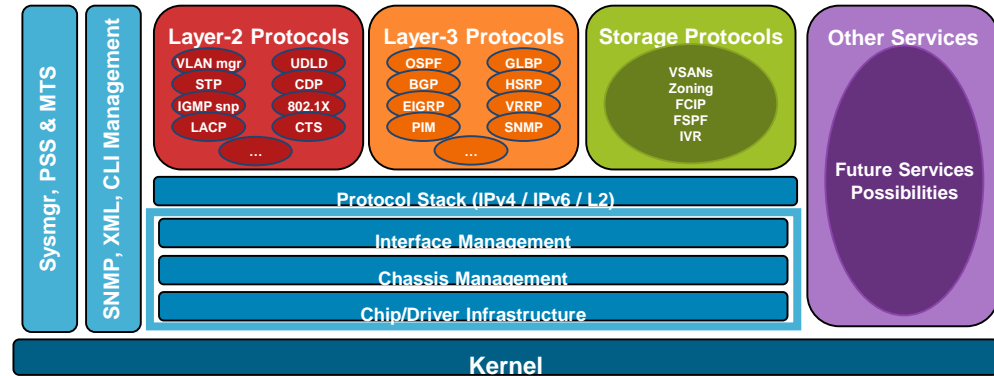 Sysmgr, PSS & MTS
SNMP, XML, CLI Management
Layer-2 Protocols
VLAN mgr
UDLD
STP
CDP
IGMP snp
802.1X
LACP
CTS
...
Layer-3 Protocols
OSPF
GLBP
BGP
HSRP
EIGRP
VRRP
PIM
SNMP
...
Storage Protocols
VSANs
Zoning
FCIP
FSPF
IVR
Other Services
Future Services
Possibilities
Protocol Stack (IPv4 / IPv6 / L2)
Interface Management
Chassis Management
Chip/Driver Infrastructure
Kernel